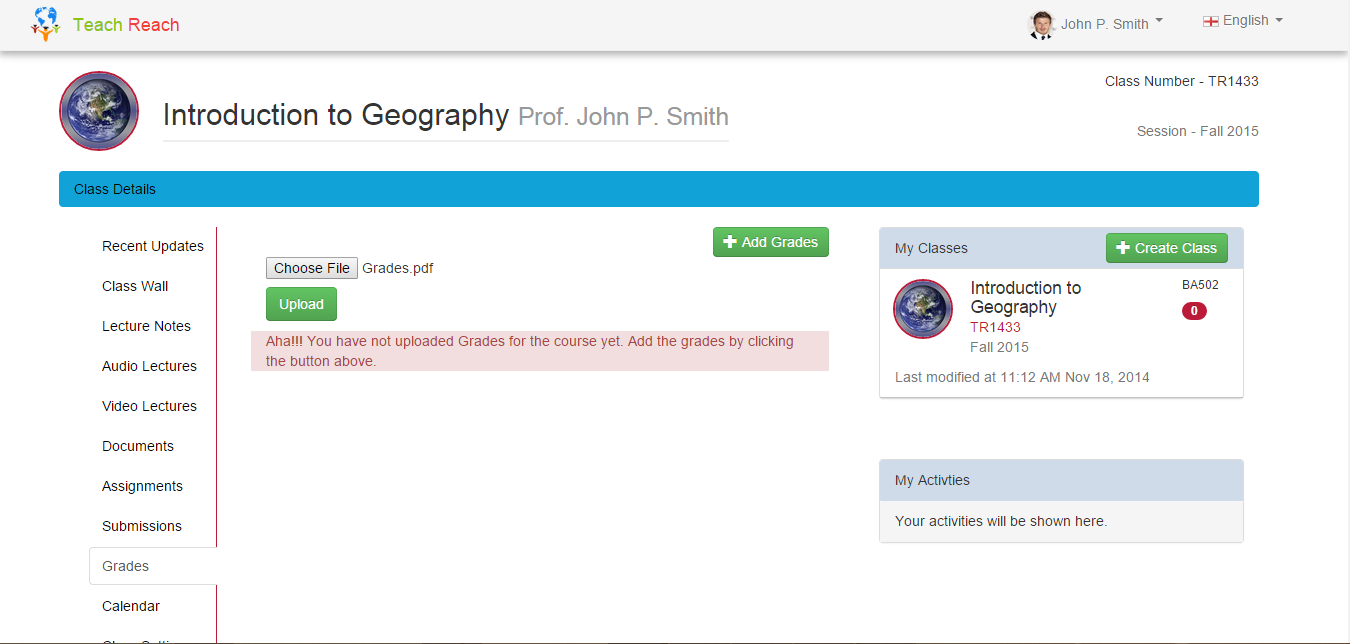 Teach Reach
John P. Smith
English
Class Number - TR1433
Introduction to Geography Prof. John P. Smith
Session - Fall 2015
Class Details
Recent Updates
Class Wall
Lecture Notes
Audio Lectures
Video Lectures
Documents
Assignments
Submissions
Grades
Calendar
Add Grades
Choose File Grades.pdf
Upload
Aha!!! You have not uploaded Grades for the course yet. Add the grades by clicking
the button above.
My Classes
Create Class
Introduction to
Geography
BA502
0
TR1433
Fall 2015
Last modified at 11:12 AM Nov 18, 2014
My Activties
Your activities will be shown here.